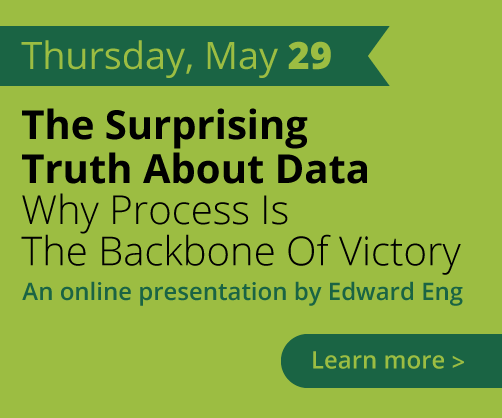 Thursday, May 29
The Surprising
Truth About Data
Why Process Is
The Backbone Of Victory
An online presentation by Edward Eng
Learn more >